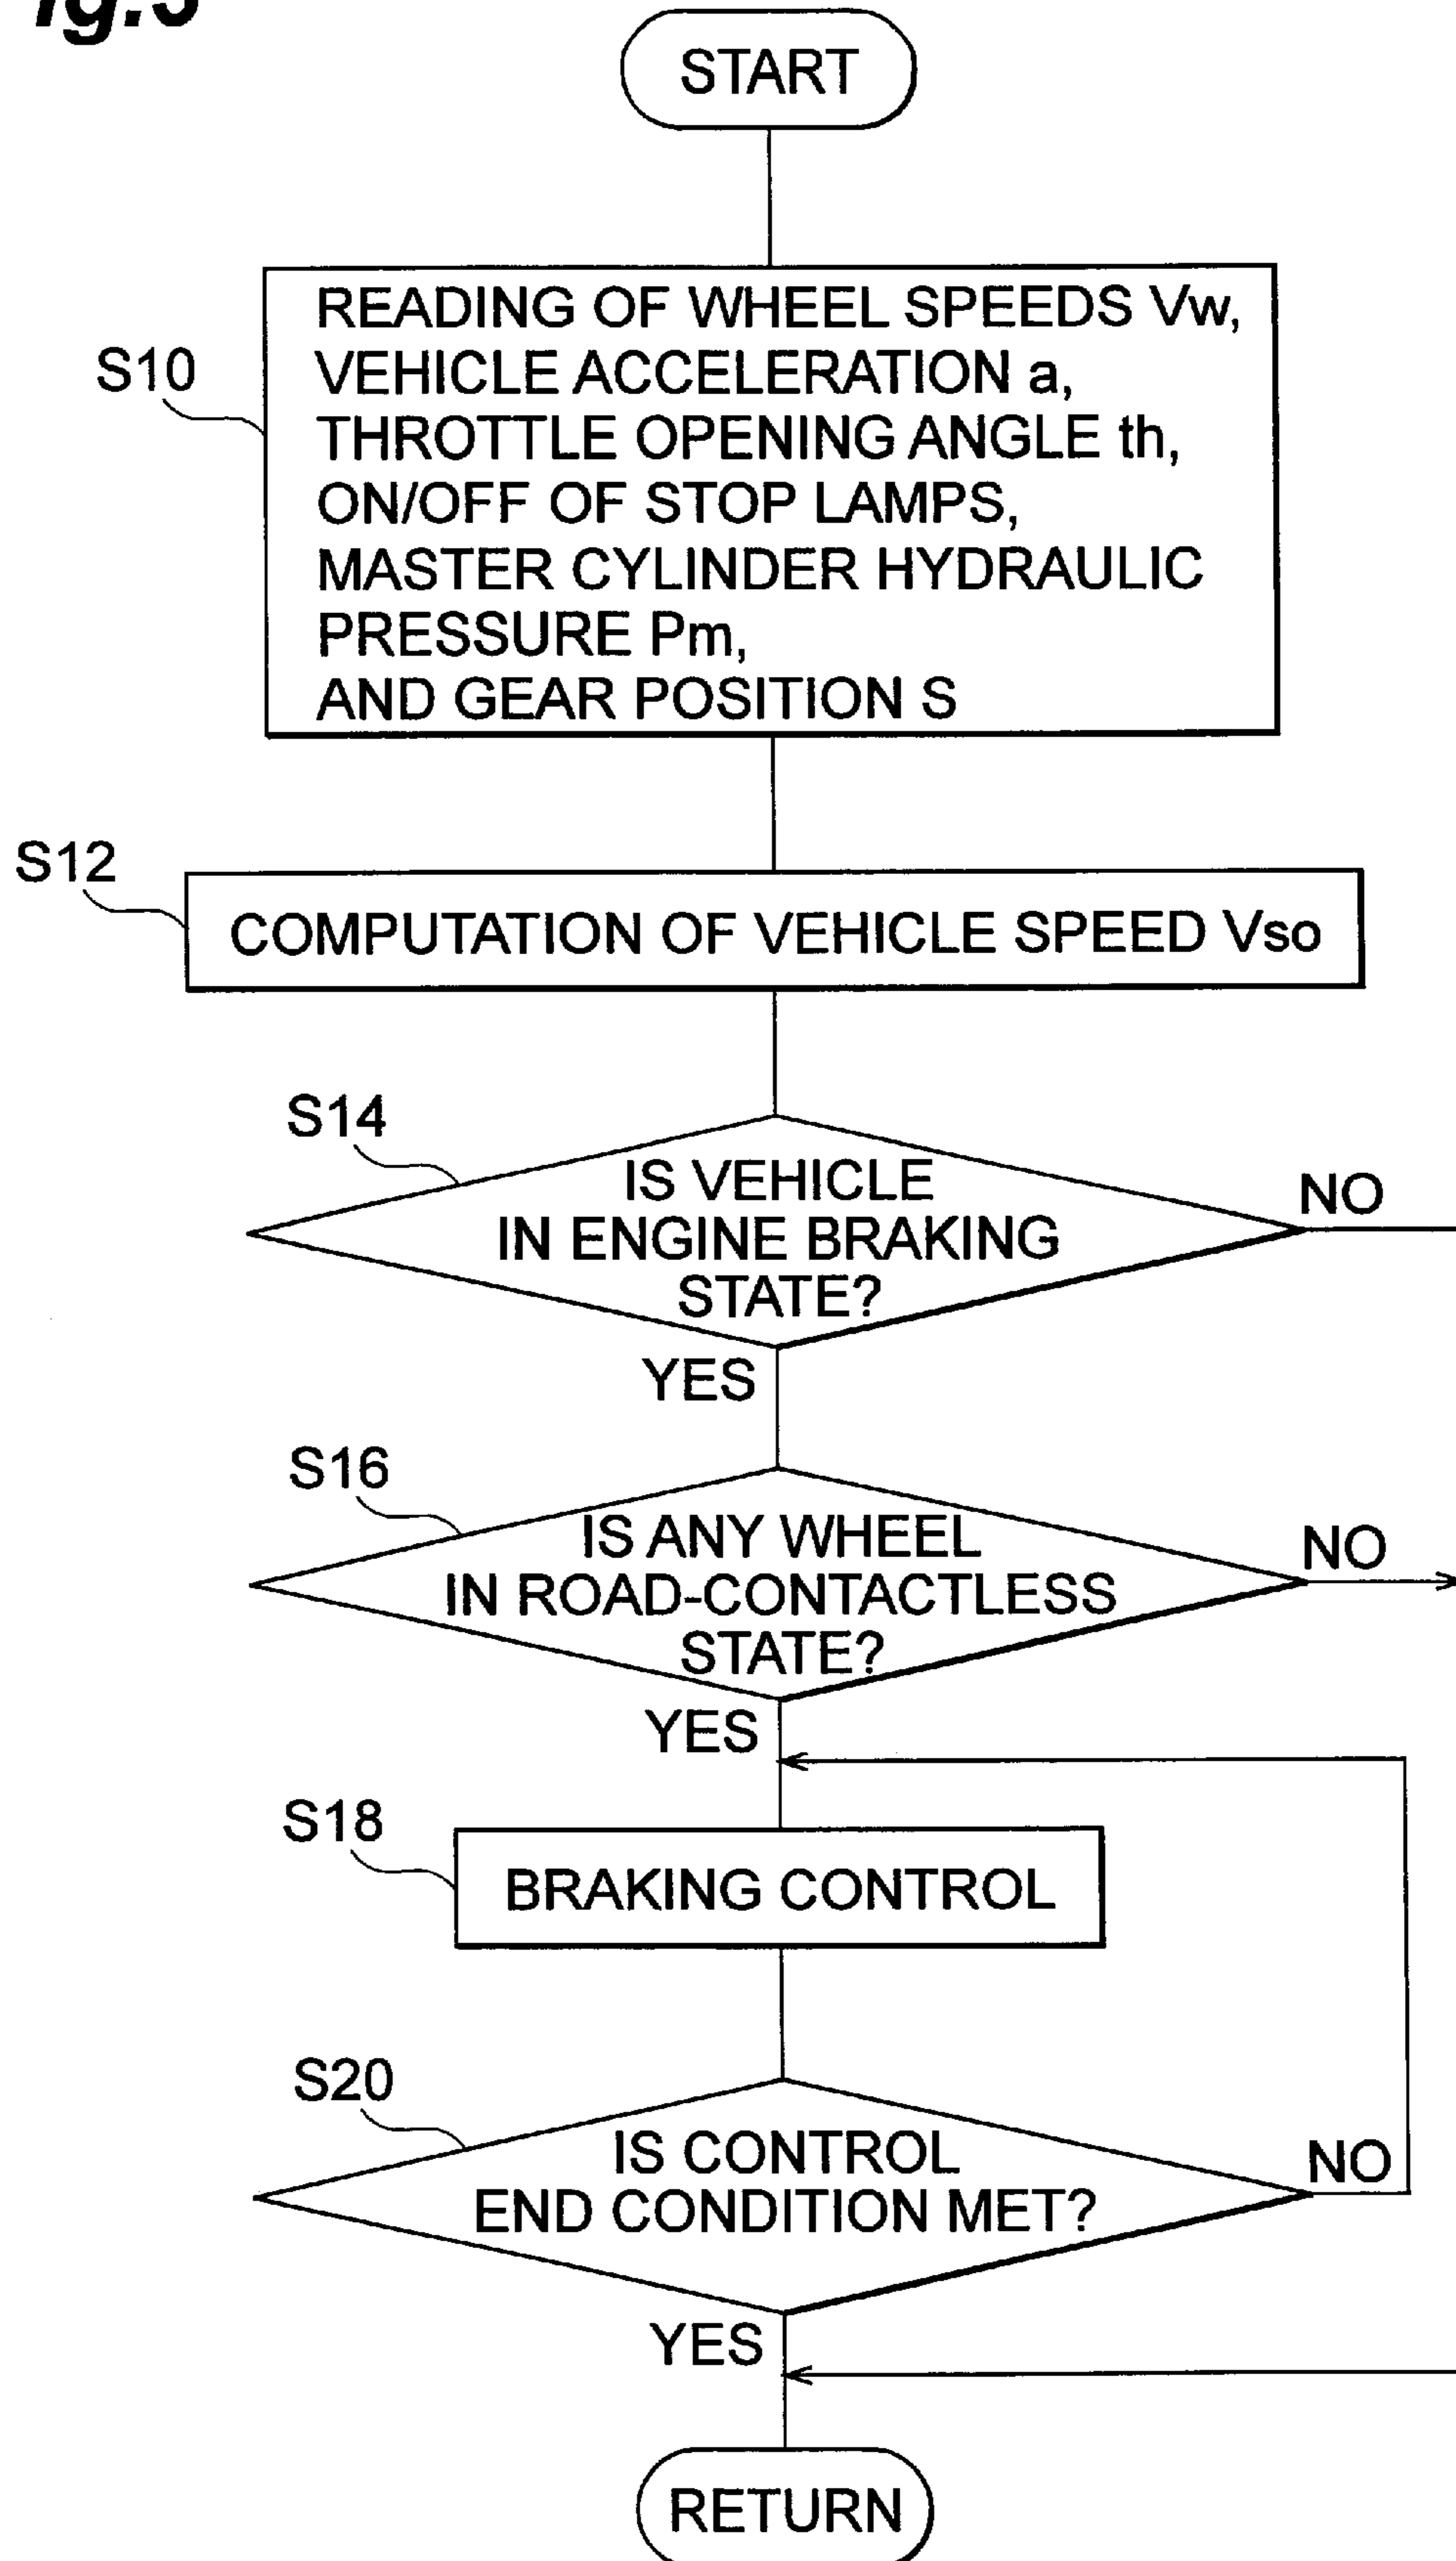 ig.3
START
S10
READING OF WHEEL SPEEDS Vw,
VEHICLE ACCELERATION a,
THROTTLE OPENING ANGLE th,
ON/OFF OF STOP LAMPS,
MASTER CYLINDER HYDRAULIC
PRESSURE Pm,
AND GEAR POSITION S
S12
COMPUTATION OF VEHICLE SPEED Vso
S14
IS VEHICLE
IN ENGINE BRAKING
STATE?
NO
YES
S16
IS ANY WHEEL
IN ROAD-CONTACTLESS
STATE?
NO
YES
S18
BRAKING CONTROL
S20
IS CONTROL
END CONDITION MET?
NO
YES
RETURN